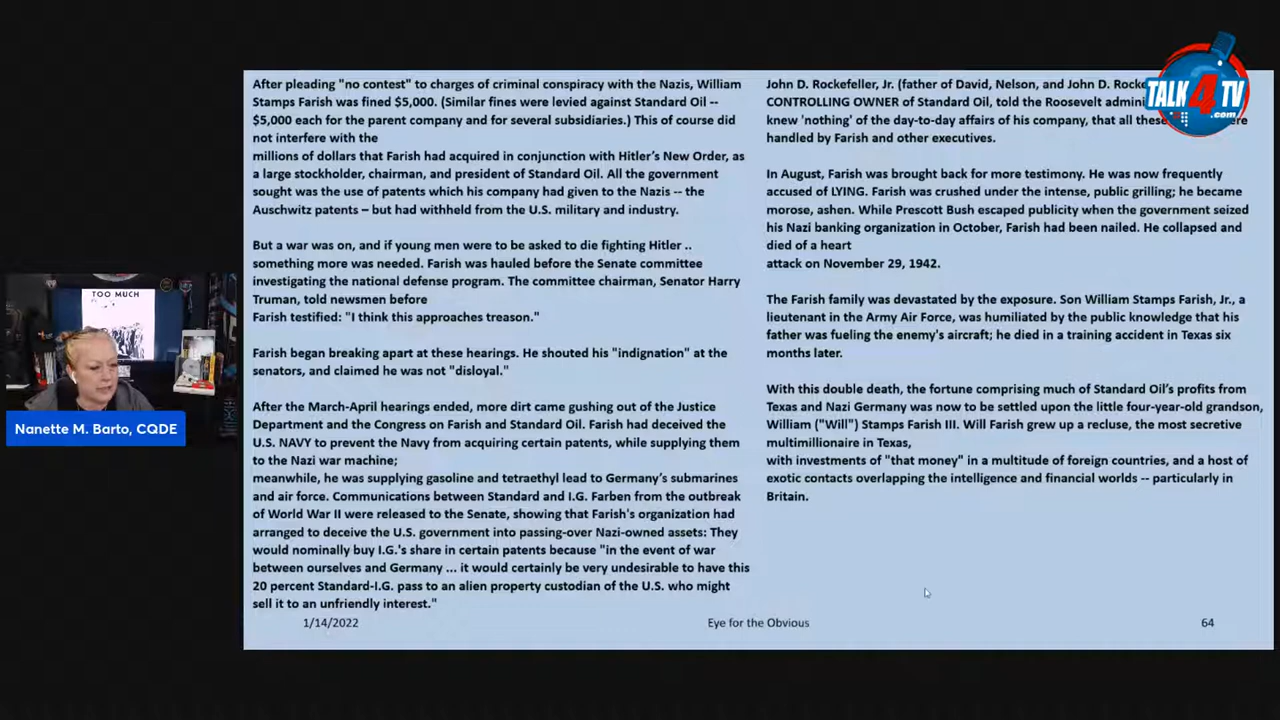 After pleading "no contest" to charges of criminal conspiracy with the Nazis, William
Stamps Farish was fined $5,000. (Similar fines were levied against Standard Oil --
$5,000 each for the parent company and for several subsidiaries.) This of course did
not interfere with the
millions of dollars that Farish had acquired in conjunction with Hitler's New Order, as
a large stockholder, chairman, and president of Standard Oil. All the government
sought was the use of patents which his company had given to the Nazis -- the
Auschwitz patents – but had withheld from the U.S. military and industry.
But a war was on, and if young men were to be asked to die fighting Hitler ..
something more was needed. Farish was hauled before the Senate committee
investigating the national defense program. The committee chairman, Senator Harry
Truman, told newsmen before
Farish testified: "I think this approaches treason."
Farish began breaking apart at these hearings. He shouted his "indignation" at the
senators, and claimed he was not "disloyal."
After the March-April hearings ended, more dirt came gushing out of the Justice
Department and the Congress on Farish and Standard Oil. Farish had deceived the
U.S. NAVY to prevent the Navy from acquiring certain patents, while supplying them
to the Nazi war machine;
meanwhile, he was supplying gasoline and tetraethyl lead to Germany's submarines
and air force. Communications between Standard and I.G. Farben from the outbreak
of World War II were released to the Senate, showing that Farish's organization had
arranged to deceive the U.S. government into passing-over Nazi-owned assets: They
would nominally buy I.G.'s share in certain patents because "in the event of war
between ourselves and Germany ... it would certainly be very undesirable to have this
20 percent Standard-I.G. pass to an alien property custodian of the U.S. who might
sell it to an unfriendly interest."
John D. Rockefeller, Jr. (father of David, Nelson, and John D.
CONTROLLING OWNER of Standard Oil, told the Roosevelt
knew 'nothing' of the day-to-day affairs of his company, that all
handled by Farish and other executives.
In August, Farish was brought back for more testimony. He was now frequently
accused of LYING. Farish was crushed under the intense, public grilling; he became
morose, ashen. While Prescott Bush escaped publicity when the government seized
his Nazi banking organization in October, Farish had been nailed. He collapsed and
died of a heart
attack on November 29, 1942.
The Farish family was devastated by the exposure. Son William Stamps Farish, Jr., a
lieutenant in the Army Air Force, was humiliated by the public knowledge that his
father was fueling the enemy's aircraft; he died in a training accident in Texas six
months later.
With this double death, the fortune comprising much of Standard Oil's profits from
Texas and Nazi Germany was now to be settled upon the little four-year-old grandson,
William ("Will") Stamps Farish III. Will Farish grew up a recluse, the most secretive
multimillionaire in Texas,
with investments of "that money" in a multitude of foreign countries, and a host of
exotic contacts overlapping the intelligence and financial worlds -- particularly in
Britain.
1/14/2022
Eye for the Obvious
64
TALK 4 TV
.com
TOO MUCH
Nanette M. Barto, CQDE